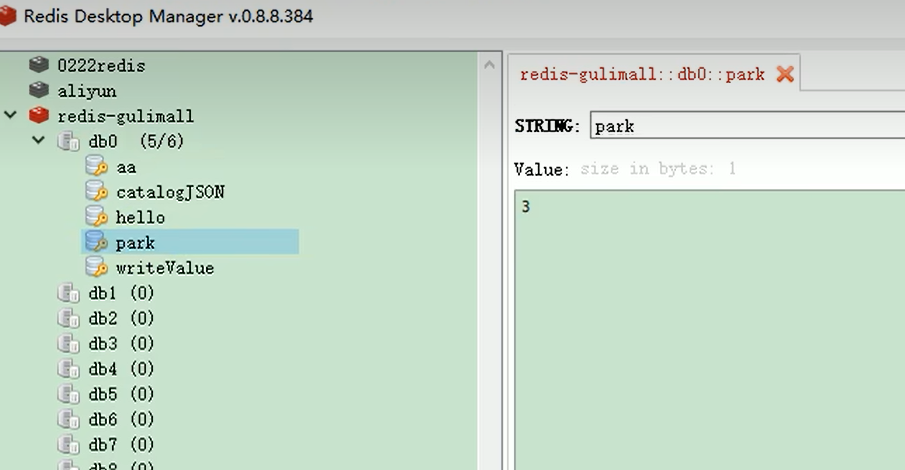 Redis Desktop Manager v.0.8.8.384
0222redis
aliyun
redis-gulimall
db0 (5/6)
aa
catalogJSON
hello
park
writeValue
db1 (0)
db2 (0)
db3 (0)
db4 (0)
db5 (0)
db6 (0)
db7 (0)
db8 (0)
redis-gulimall::db0::park
STRING: park
Value: size in bytes: 1
3